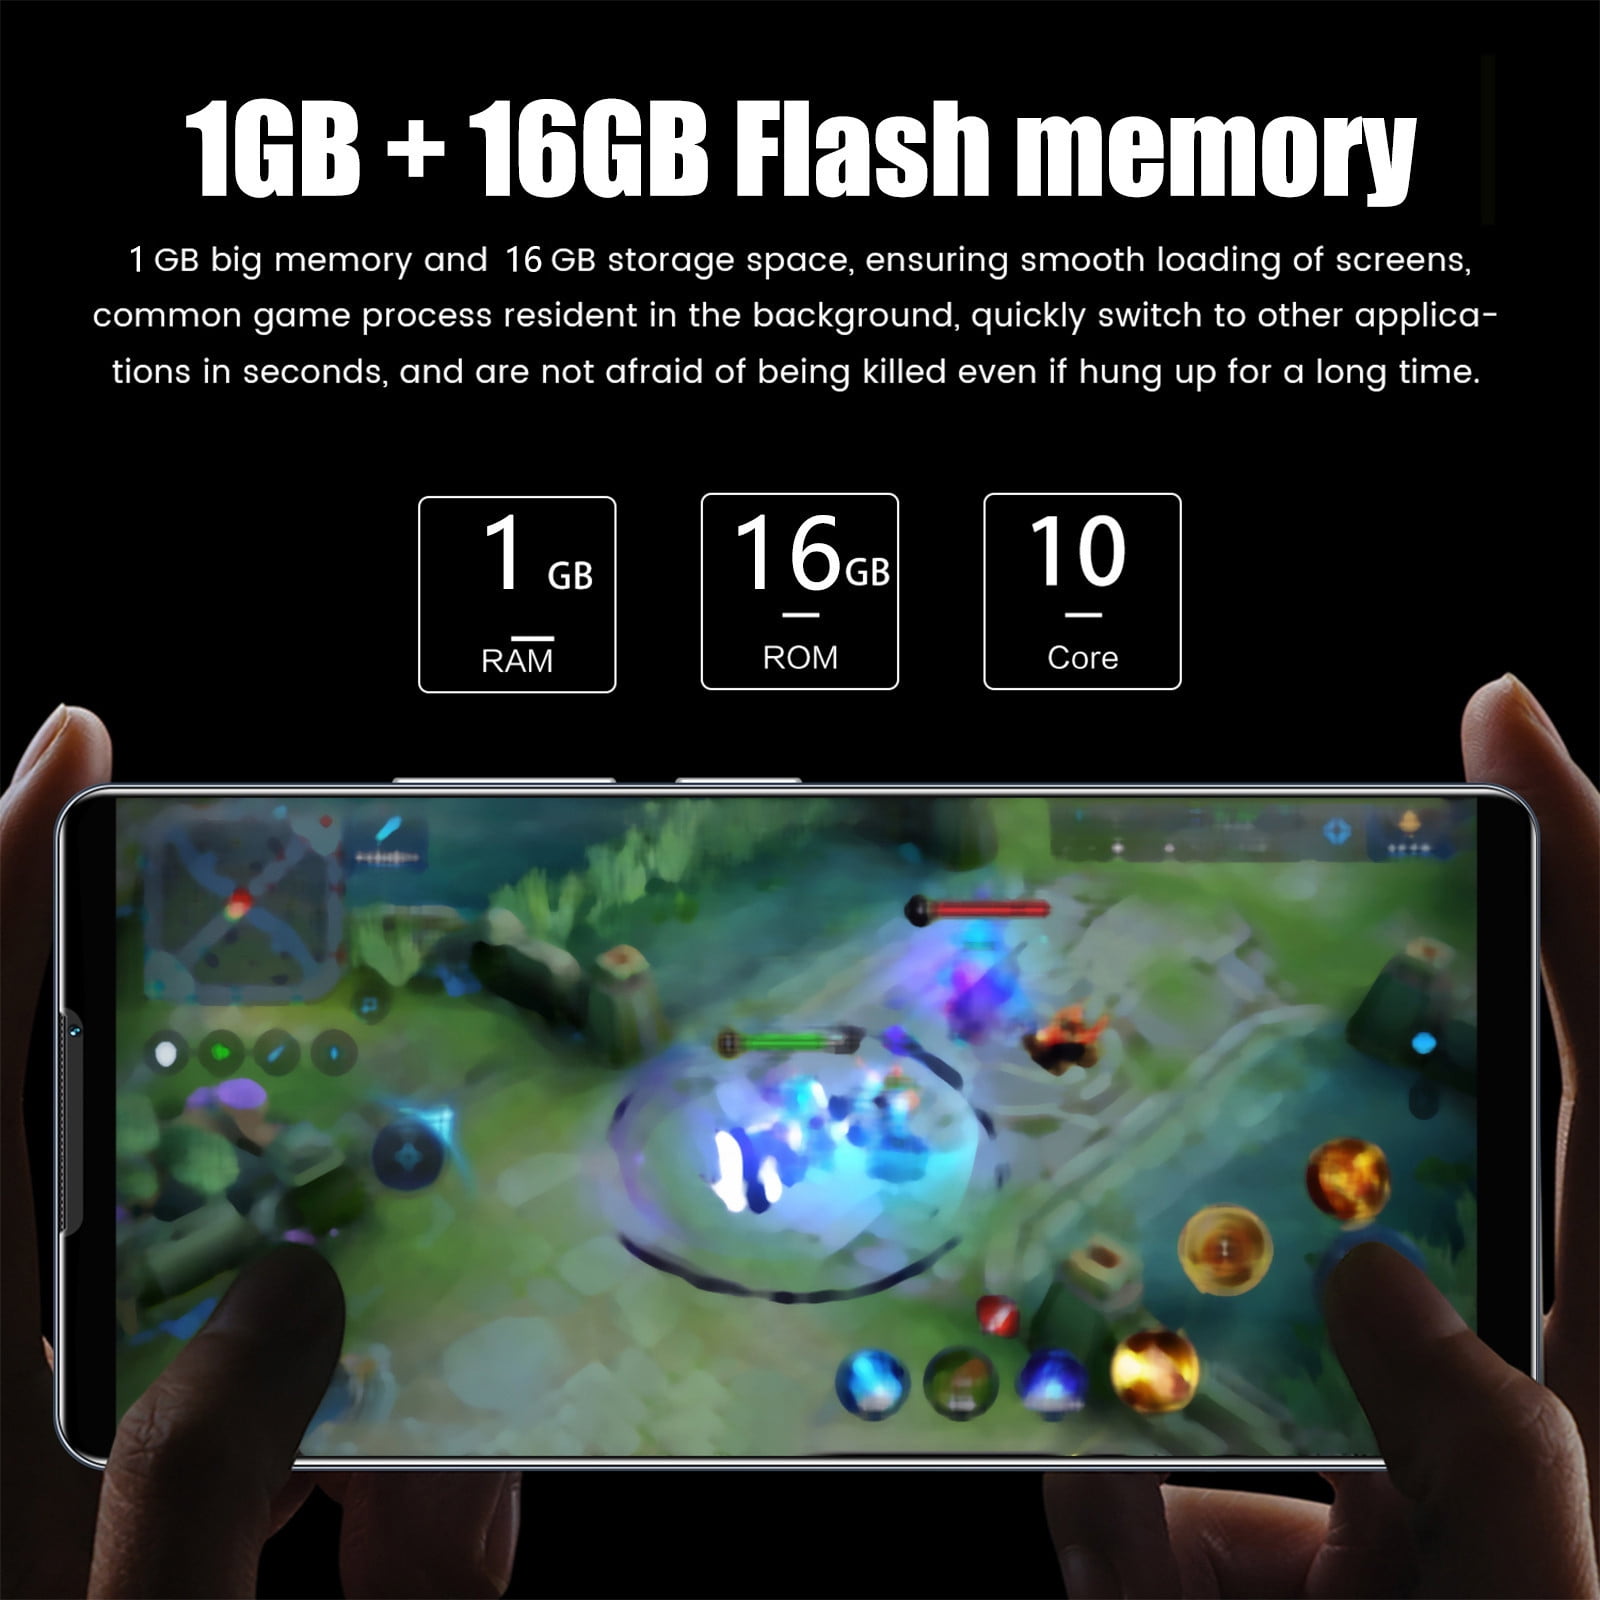 1GB + 16GB Flash memory
1 GB big memory and 16 GB storage space, ensuring smooth loading of screens,
common game process resident in the background, quickly switch to other applica-
tions in seconds, and are not afraid of being killed even if hung up for a long time.
1 GB
RAM
16GB
ROM
10
Core